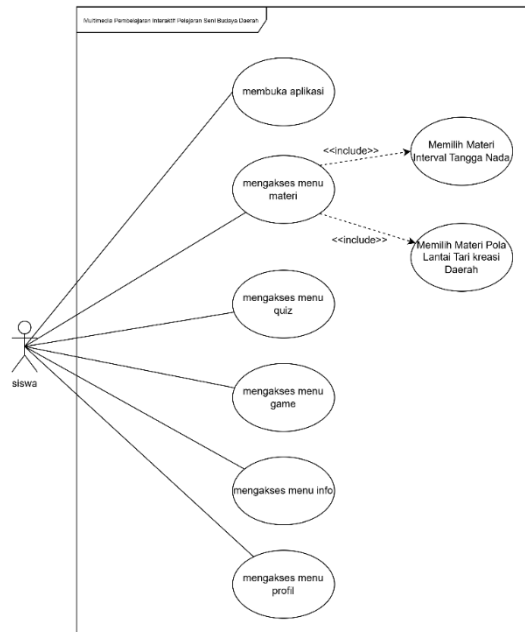 Multimedia Pembelajaran Interaktif Pelajaran Seni Budaya Daerah
membuka aplikasi
<<include>>
Memilih Materi
Interval Tangga Nada
mengakses menu
materi
<<include>>
Memilih Materi Pola
Lantai Tari kreasi
Daerah
mengakses menu
quiz
siswa
mengakses menu
game
mengakses menu info
mengakses menu
profil